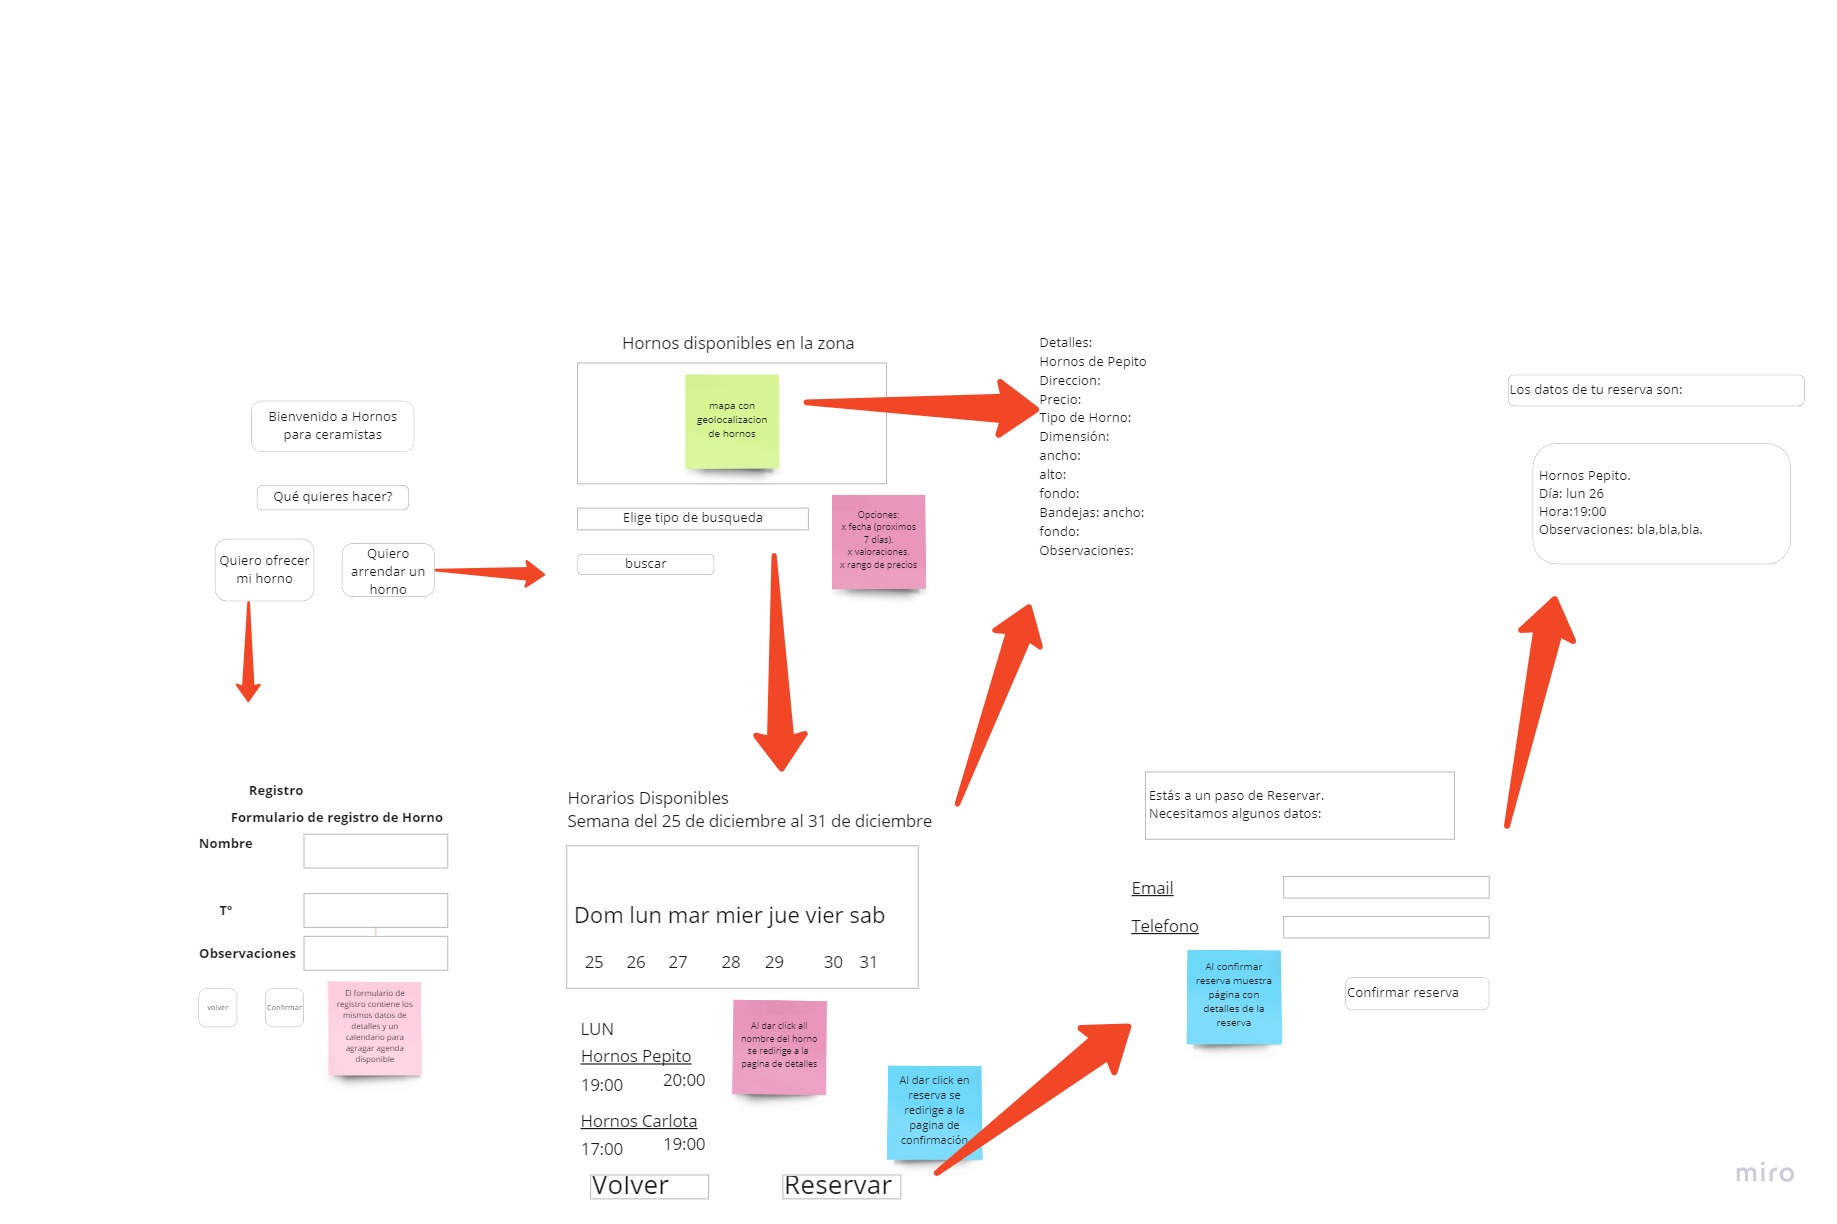 Bienvenido a Hornos
para ceramistas
Qué quieres hacer?
Quiero ofrecer
mi horno
Quiero
arrendar un
horno
Registro
Formulario de registro de Horno
Nombre
T°
Observaciones
volver
Confirmar
El formulario de
registro contiene los
mismos datos de
detalles y un
calendario para
agragar agenda
disponible
Hornos disponibles en la zona
mapa con
geolocalizacion
de hornos
Elige tipo de busqueda
buscar
Opciones:
x fecha (proximos
7 días).
x valoraciones.
x rango de precios
Horarios Disponibles
Semana del 25 de diciembre al 31 de diciembre
Dom lun mar mier jue vier sab
25 26 27 28 29 30 31
LUN
Hornos Pepito
19:00 20:00
Hornos Carlota
17:00 19:00
Volver
Reservar
Al dar click all
nombre del horno
se redirige a la
pagina de detalles
Al dar click en
reserva se
redirige a la
pagina de
confirmación
Detalles:
Hornos de Pepito
Direccion:
Precio:
Tipo de Horno:
Dimensión:
ancho:
alto:
fondo:
Bandejas: ancho:
fondo:
Observaciones:
Estás a un paso de Reservar.
Necesitamos algunos datos:
Email
Telefono
Al confirmar
reserva muestra
página con
detalles de la
reserva
Confirmar reserva
Los datos de tu reserva son:
Hornos Pepito.
Día: lun 26
Hora:19:00
Observaciones: bla,bla,bla.
miro